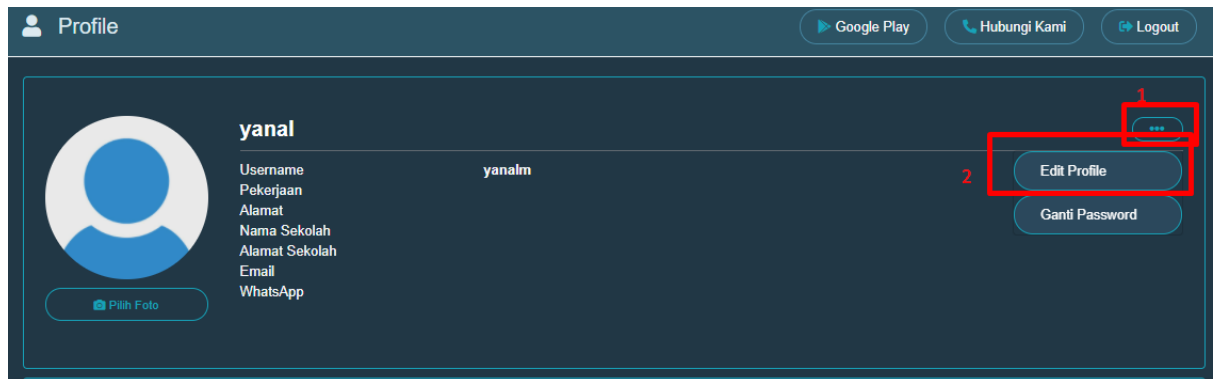 Profile
Google Play
Hubungi Kami
Logout
1
yanal
•••
Username yanalm
2
Edit Profile
Pekerjaan
Alamat
Ganti Password
Nama Sekolah
Alamat Sekolah
Email
WhatsApp
Pilih Foto